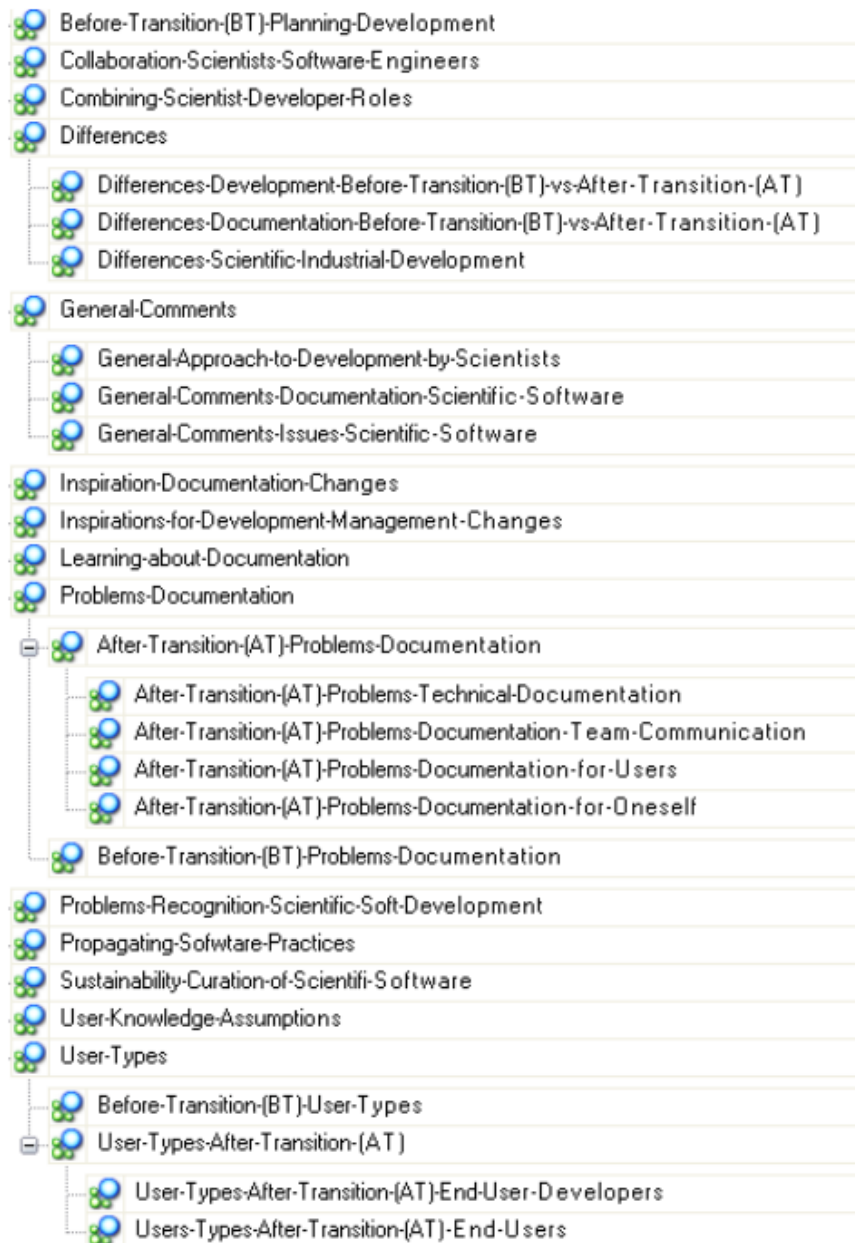 Before-Transition-(BT)-Planning-Development
Collaboration-Scientists-Software-Engineers
Combining-Scientist-Developer-Roles
Differences
Differences-Development-Before-Transition-(BT)-vs-After-Transition-(AT)
Differences-Documentation-Before-Transition-(BT)-vs-After-Transition-(AT)
Differences-Scientific-Industrial-Development
General-Comments
General-Approach-to-Development-by-Scientists
General-Comments-Documentation-Scientific-Software
General-Comments-Issues-Scientific-Software
Inspiration-Documentation-Changes
Inspirations-for-Development-Management-Changes
Learning-about-Documentation
Problems-Documentation
After-Transition-(AT)-Problems-Documentation
After-Transition-(AT)-Problems-Technical-Documentation
After-Transition-(AT)-Problems-Documentation-Team-Communication
After-Transition-(AT)-Problems-Documentation-for-Users
After-Transition-(AT)-Problems-Documentation-for-Oneself
Before-Transition-(BT)-Problems-Documentation
Problems-Recognition-Scientific-Soft-Development
Propagating-Sofwtare-Practices
Sustainability-Curation-of-Scientifi-Software
User-Knowledge-Assumptions
User-Types
Before-Transition-(BT)-User-Types
User-Types-After-Transition-(AT)
User-Types-After-Transition-(AT)-End-User-Developers
Users-Types-After-Transition-(AT)-End-Users